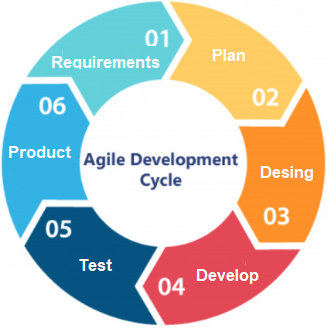 01
Requirements
Plan
02
Desing
03
Develop
04
Test
05
Product
06
Agile Development
Cycle